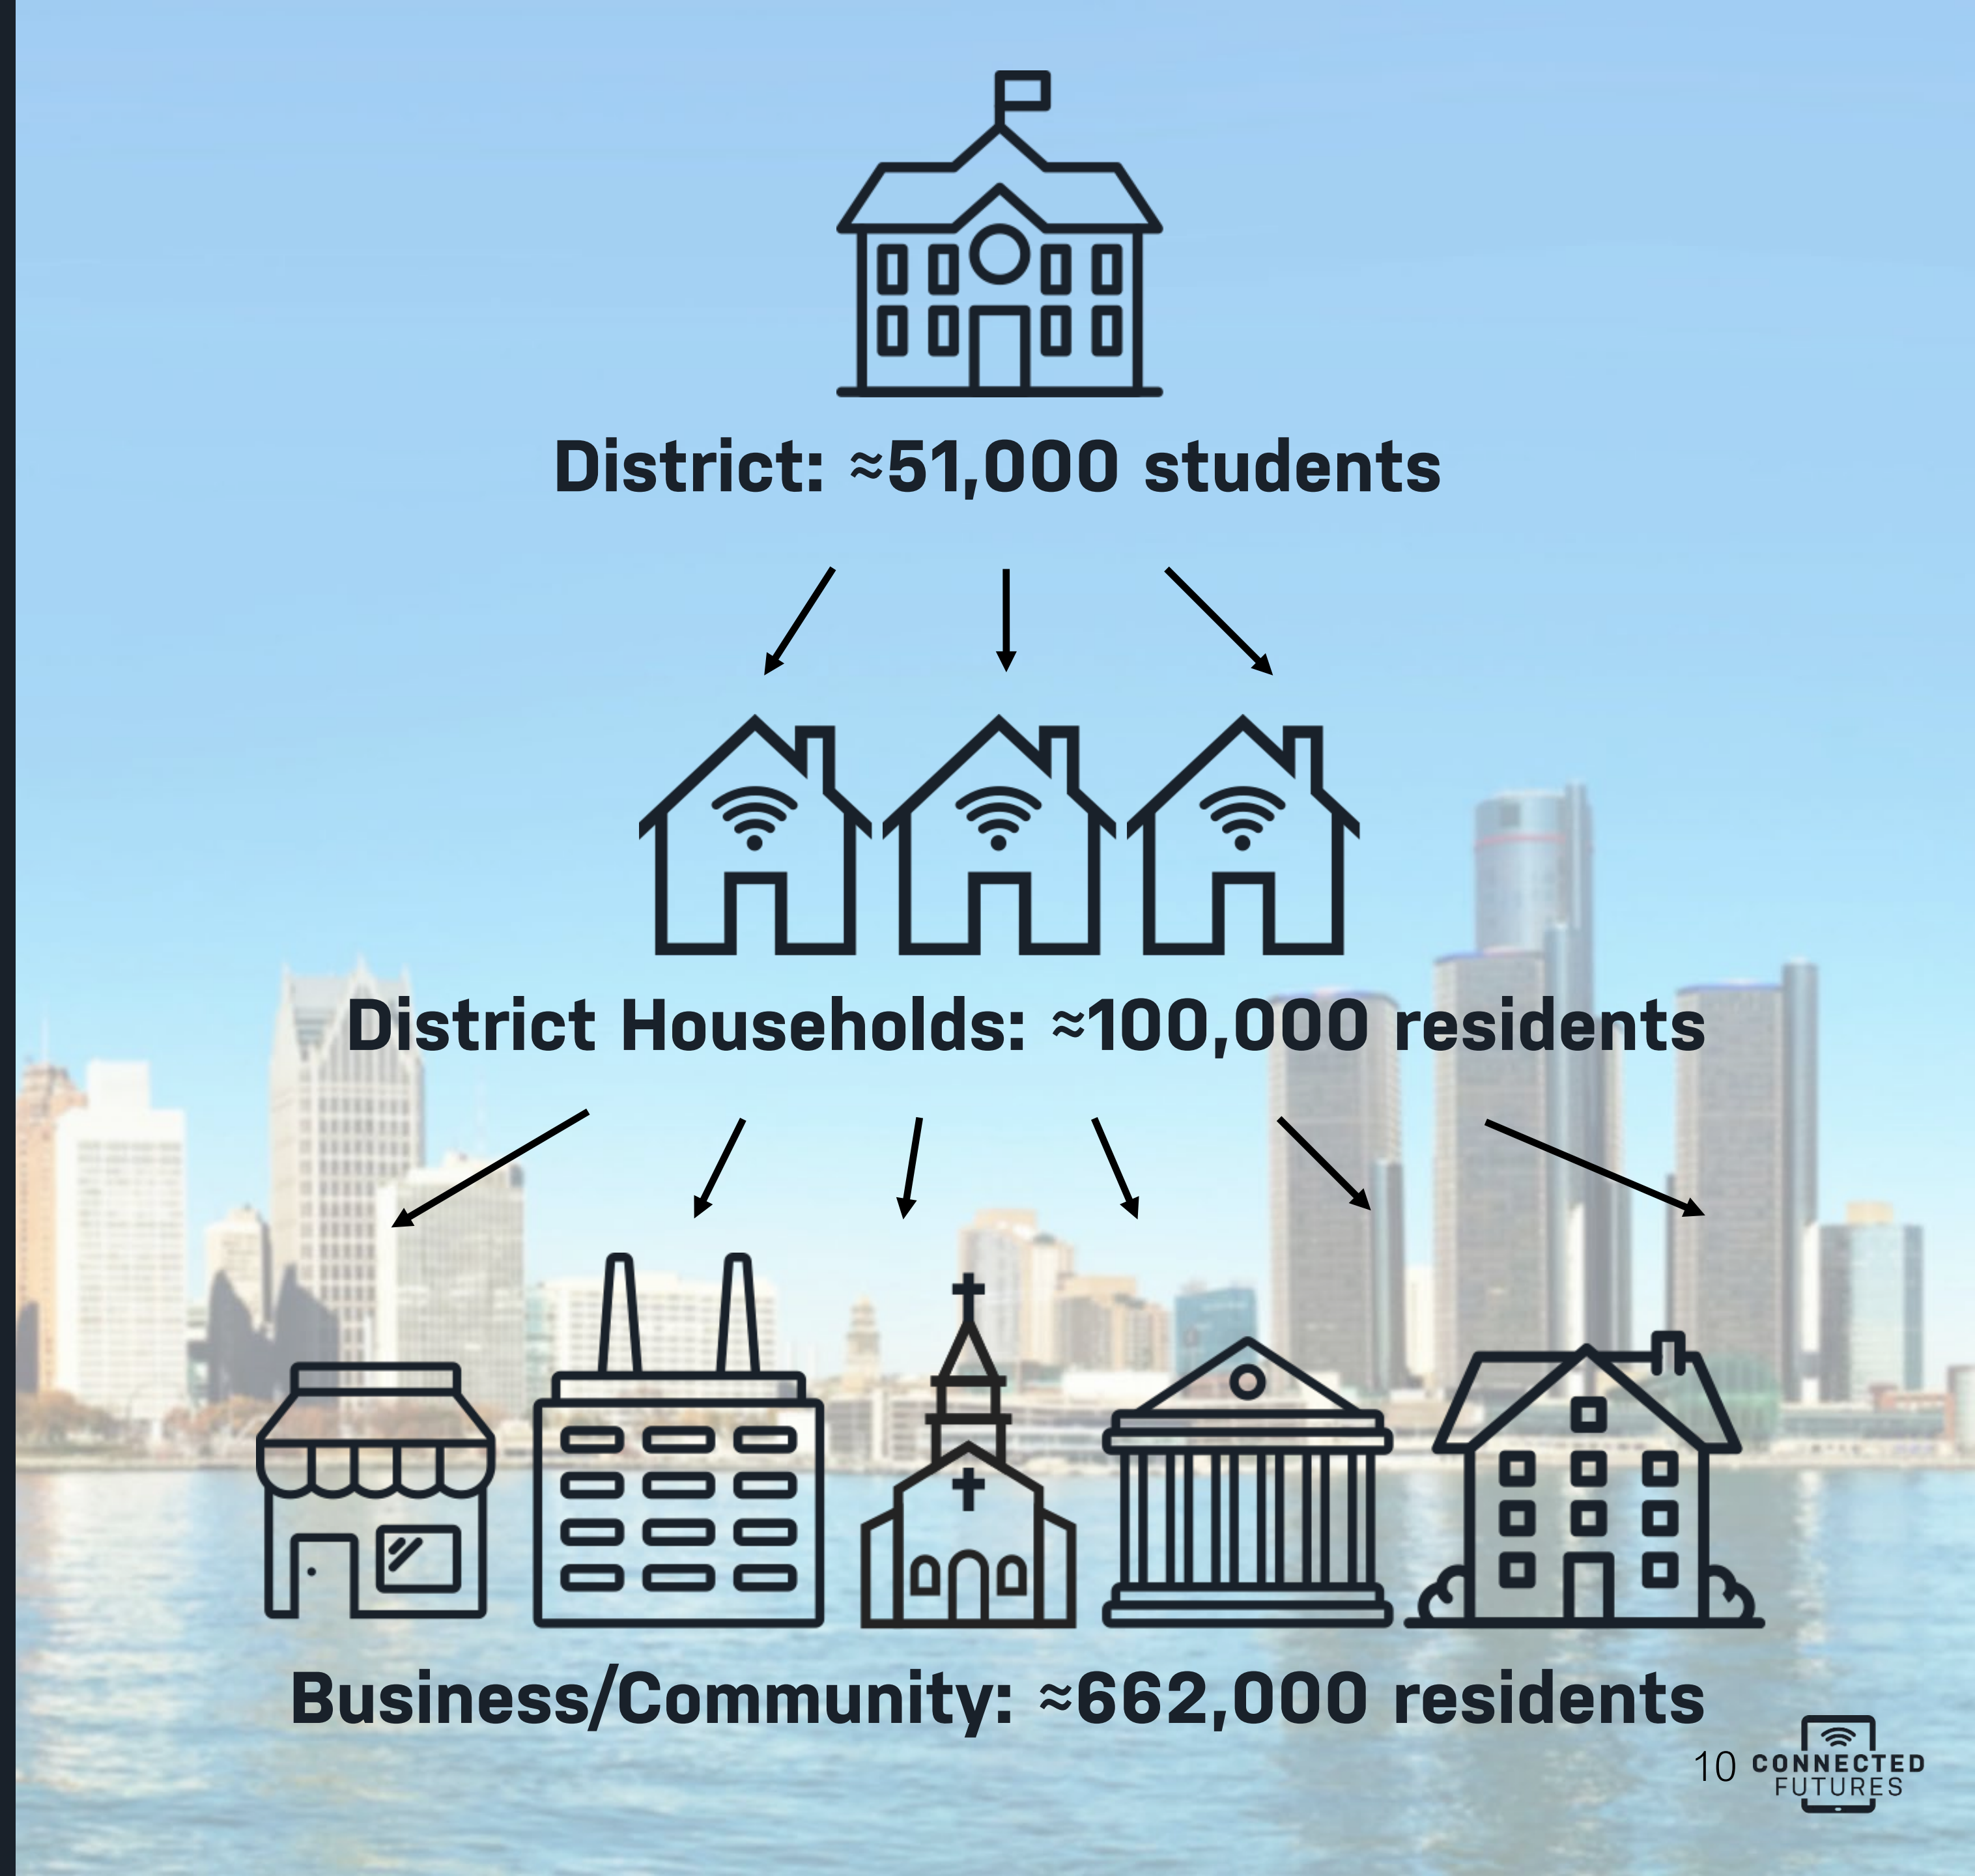 District: ≈51,000 students
District Households: ≈100,000 residents
Business/Community: ≈662,000 residents
10
CONNECTED
FUTURES